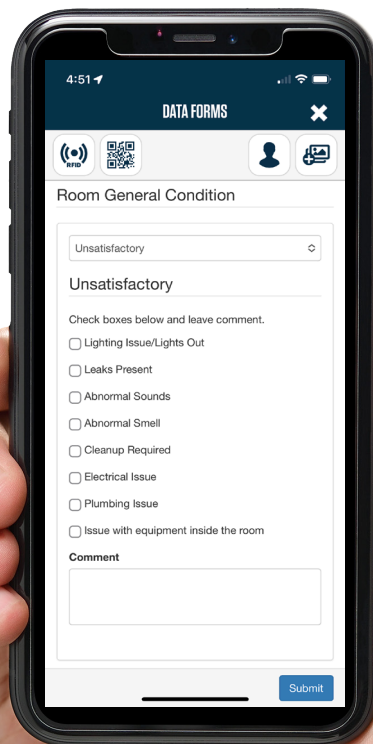 4:51
DATA FORMS
RFID
Room General Condition
Unsatisfactory
Unsatisfactory
Check boxes below and leave comment.
Lighting Issue/Lights Out
Leaks Present
Abnormal Sounds
Abnormal Smell
Cleanup Required
Electrical Issue
Plumbing Issue
Issue with equipment inside the room
Comment
Submit